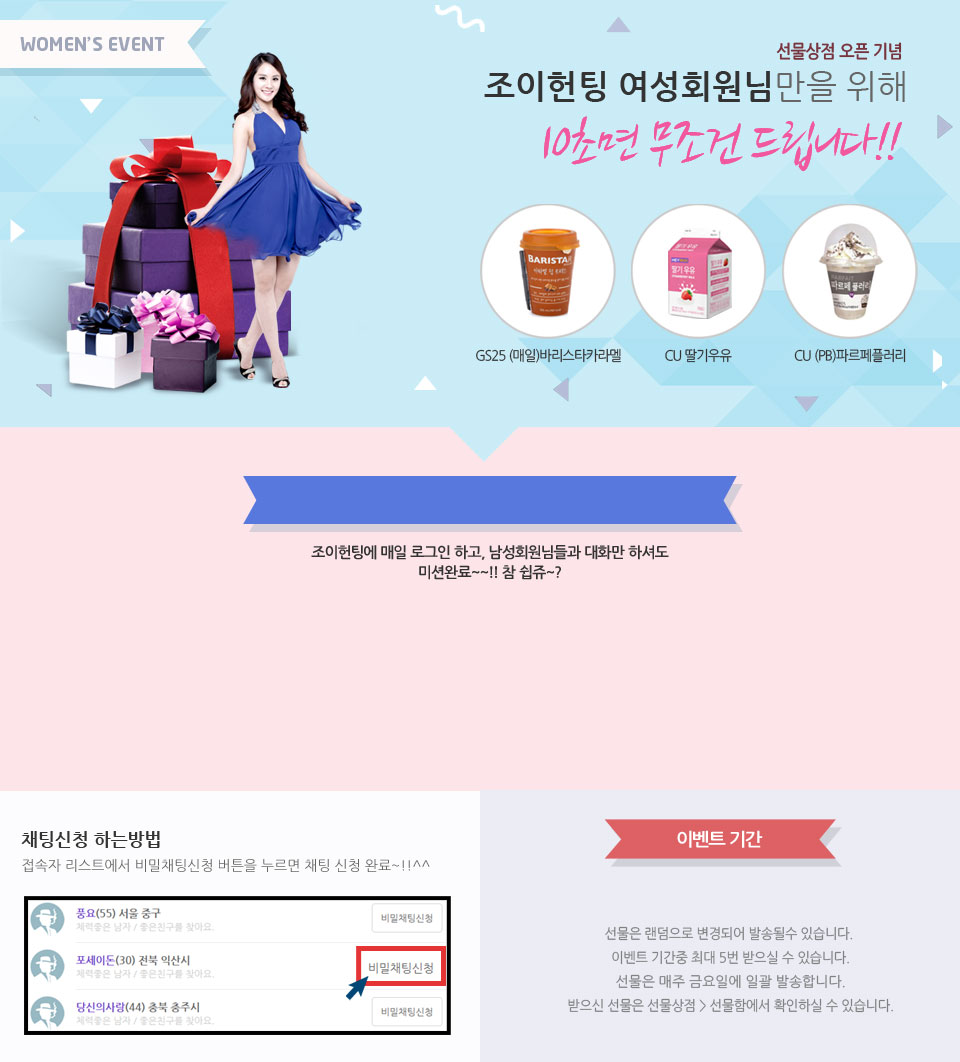 WOMEN'S EVENT
선물상점 오픈 기념
조이헌팅 여성회원님만을 위해
10초면 무조건 드립니다!!
BARISTA
딸기우유
파르페 플러리
GS25 (매일)바리스타카라멜
CU 딸기우유
CU (PB)파르페플러리
조이헌팅에 매일 로그인 하고, 남성회원님들과 대화만 하셔도
미션완료~~!! 참 쉽쥬~?
채팅신청 하는방법
접속자 리스트에서 비밀채팅신청 버튼을 누르면 채팅 신청 완료~!!^^
풍요(55) 서울 중구
체력좋은 남자 / 좋은친구를 찾아요.
비밀채팅신청
포세이돈(30) 전북 익산시
체력좋은 남자 / 좋은친구를 찾아요.
비밀채팅신청
당신의사랑(44) 충북 충주시
체력좋은 남자 / 좋은친구를 찾아요.
비밀채팅신청
이벤트 기간
선물은 랜덤으로 변경되어 발송될수 있습니다.
이벤트 기간중 최대 5번 받으실 수 있습니다.
선물은 매주 금요일에 일괄 발송합니다.
받으신 선물은 선물상점 > 선물함에서 확인하실 수 있습니다.